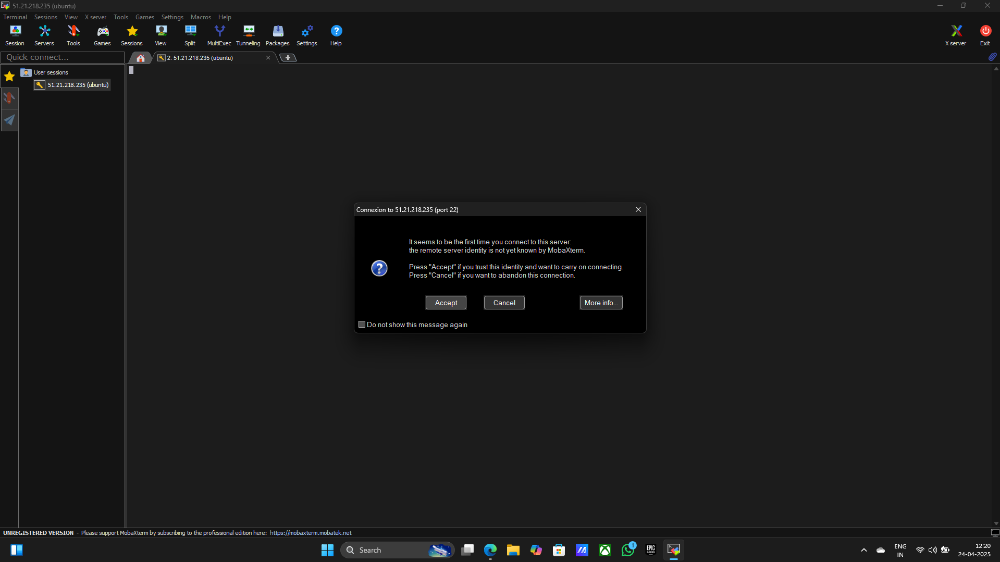 51.21.218.235 (ubuntu)
Terminal Sessions View X server Tools Games Settings Macros Help
Session Servers Tools Games Sessions View Split MultiExec Tunneling Packages Settings Help X server Exit
Quick connect...
2. 51.21.218.235 (ubuntu)
User sessions
51.21.218.235 (ubuntu)
Connexion to 51.21.218.235 (port 22)
It seems to be the first time you connect to this server:
the remote server identity is not yet known by MobaXterm.
Press "Accept" if you trust this identity and want to carry on connecting.
Press "Cancel" if you want to abandon this connection.
Accept Cancel More info...
Do not show this message again
UNREGISTERED VERSION - Please support MobaXterm by subscribing to the professional edition here: https://mobaxterm.mobatek.net
Search
1
EPIC
GAMES
ENG
IN
12:20
24-04-2025